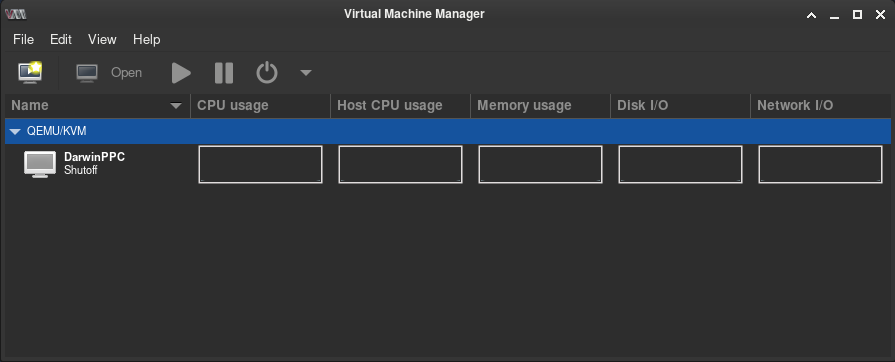 Virtual Machine Manager
File Edit View Help
Open
Name CPU usage Host CPU usage Memory usage Disk I/O Network I/O
QEMU/KVM
DarwinPPC
Shutoff